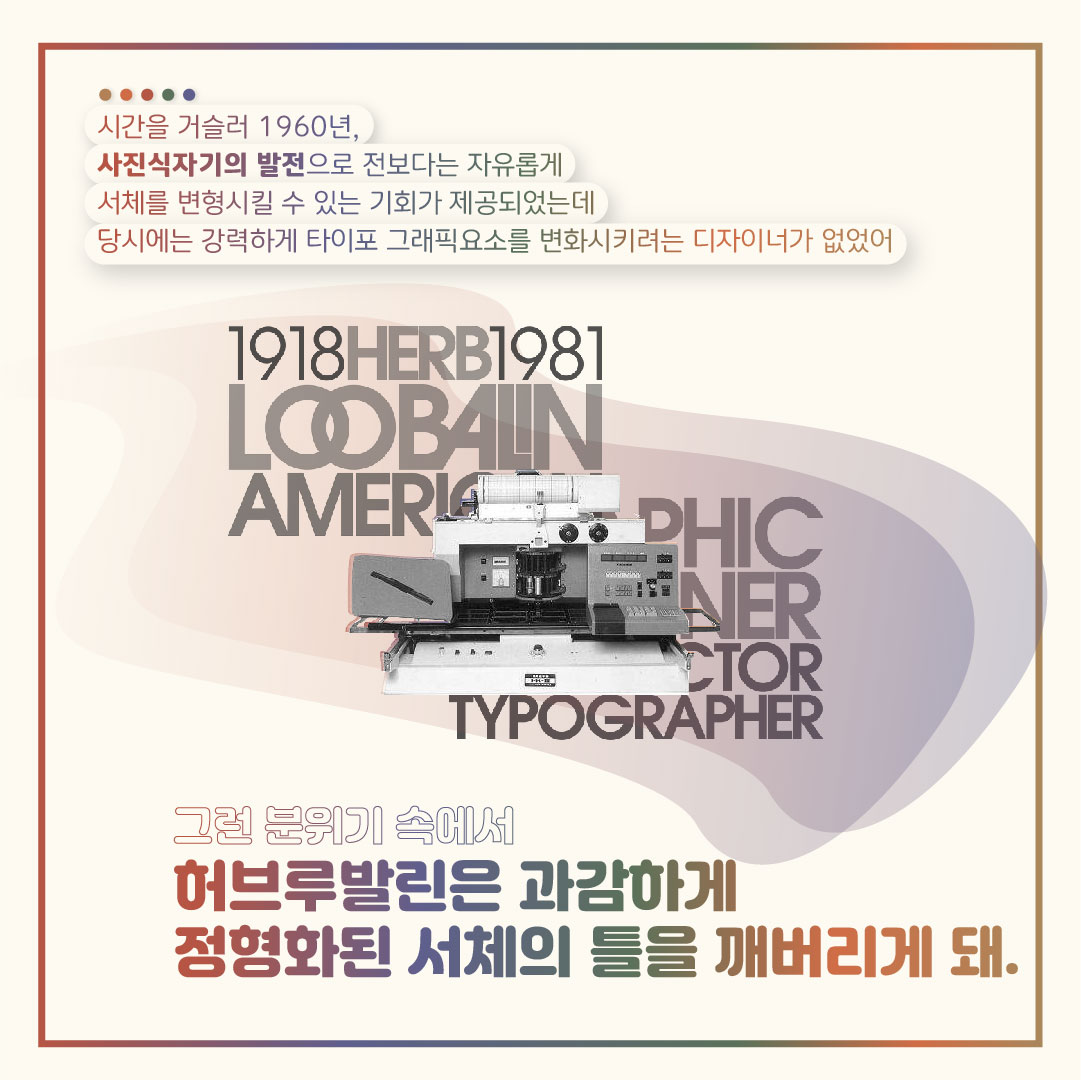 시간을 거슬러 1960년,
사진식자기의 발전으로 전보다는 자유롭게
서체를 변형시킬 수 있는 기회가 제공되었는데
당시에는 강력하게 타이포 그래픽요소를 변화시키려는 디자이너가 없었어
1918HERB1981
LOOBALIN
AMERIC
PHIC
NER
CTOR
TYPOGRAPHER
그런 분위기 속에서
허브루발린은 과감하게
정형화된 서체의 틀을 깨버리게 돼.